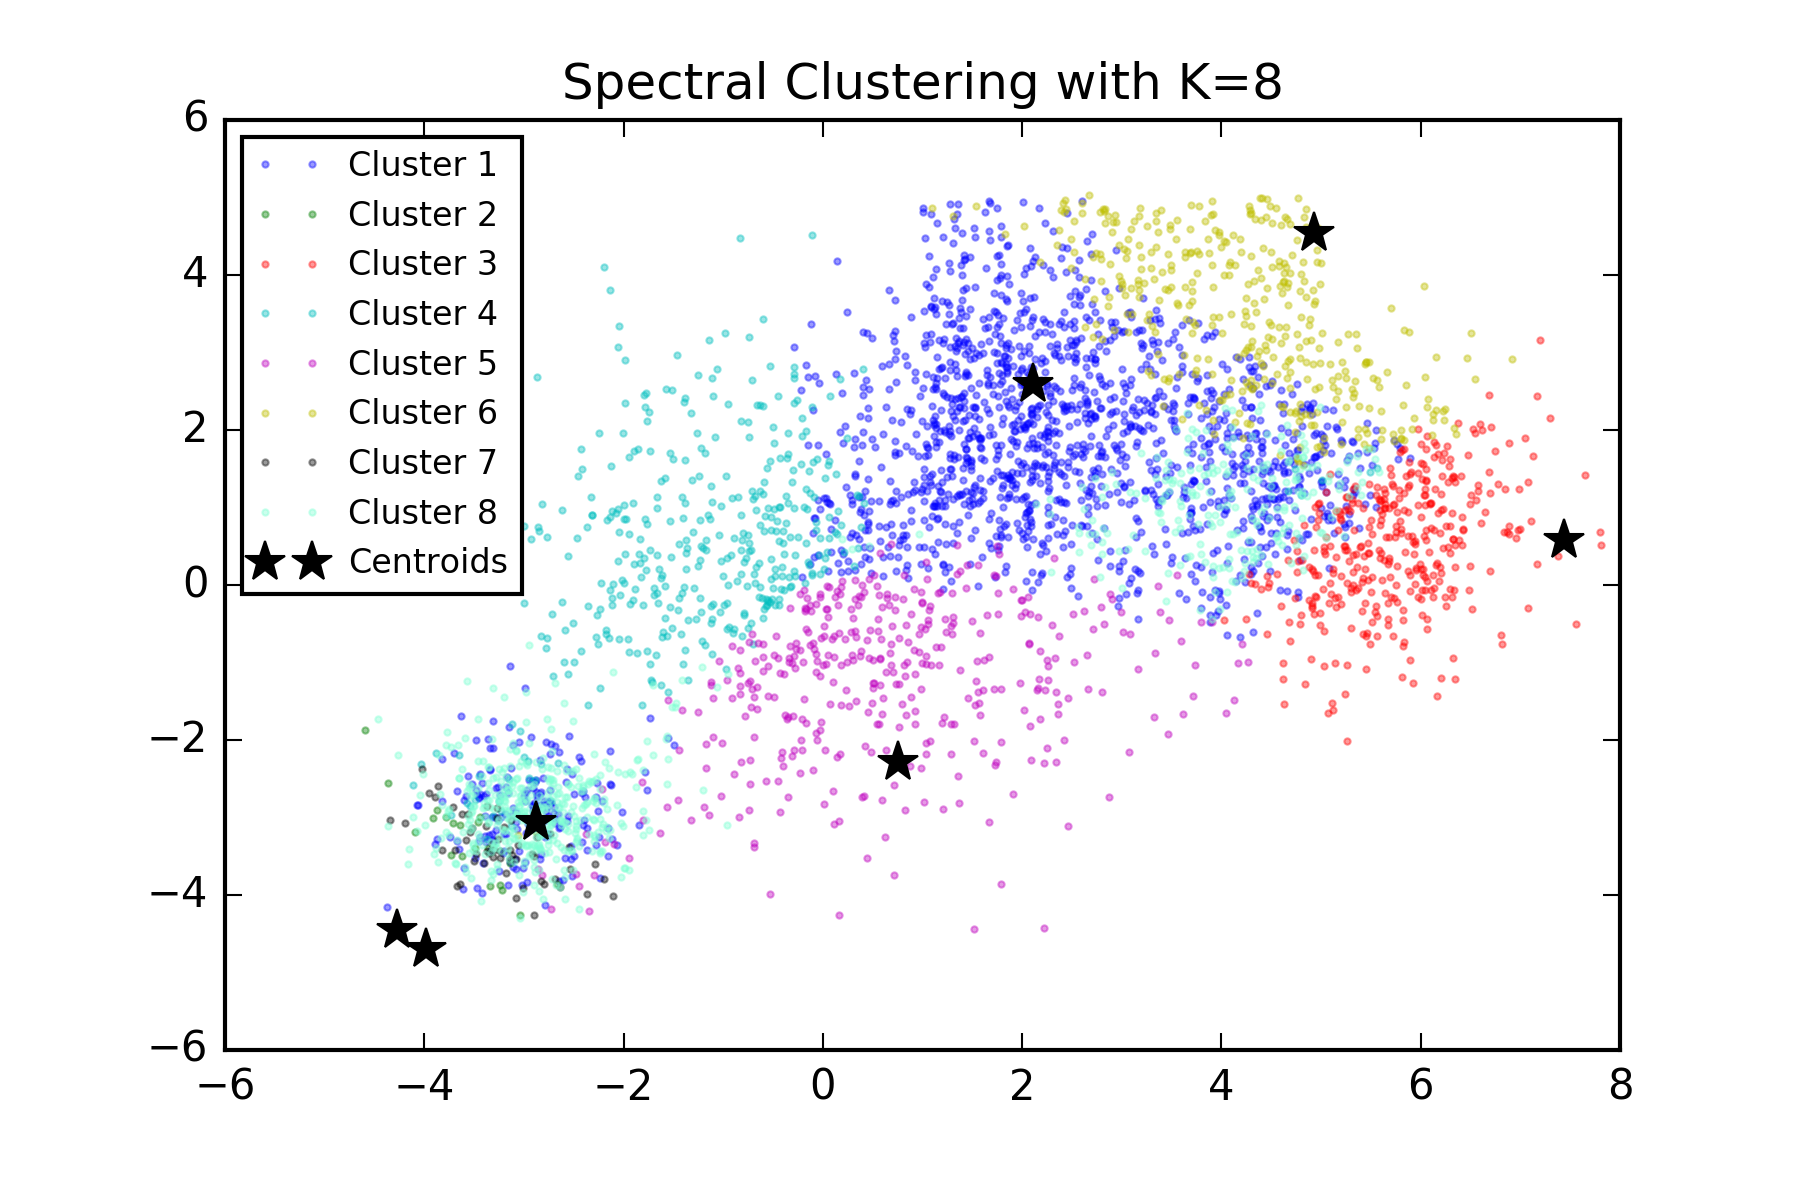 Spectral Clustering with K=8
6
4
2
0
−2
−4
−6
Cluster 1
Cluster 2
Cluster 3
Cluster 4
Cluster 5
Cluster 6
Cluster 7
Cluster 8
Centroids
−6 −4 −2 0 2 4 6 8